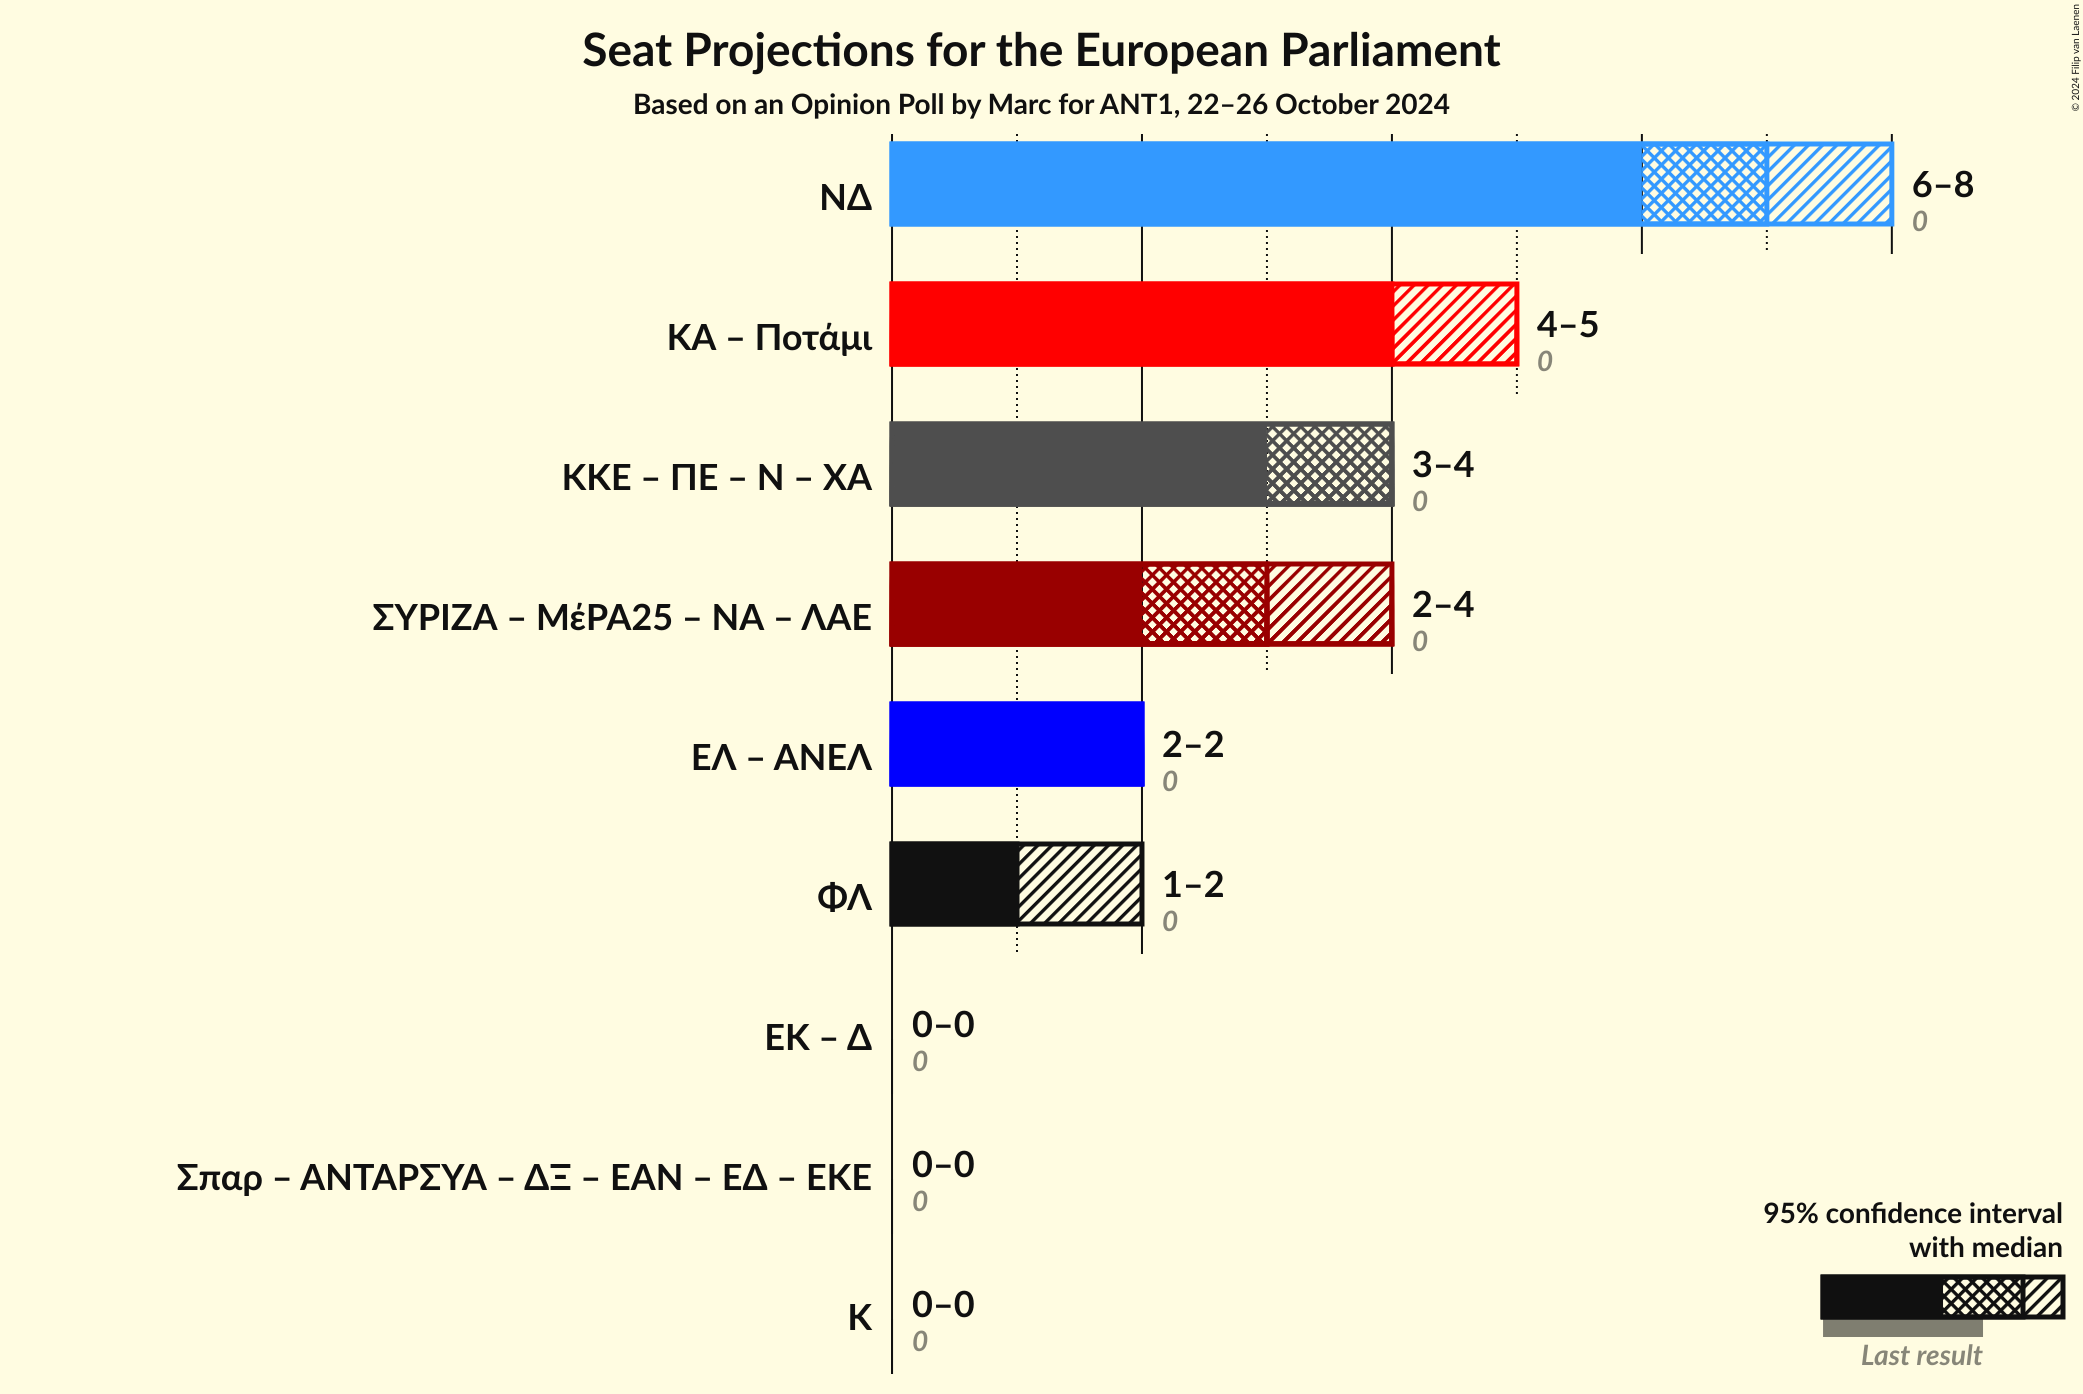 Seat Projections for the European Parliament
Based on an Opinion Poll by Marc for ANT1, 22–26 October 2024
© 2024 Filip van Laenen
ΝΔ
6–8
0
ΚΑ – Ποτάμι
4–5
0
ΚΚΕ – ΠΕ – Ν – ΧΑ
3–4
0
ΣΥΡΙΖΑ – ΜέΡΑ25 – ΝΑ – ΛΑΕ
2–4
0
ΕΛ – ΑΝΕΛ
2–2
0
ΦΛ
1–2
0
ΕΚ – Δ
0–0
0
Σπαρ – ΑΝΤΑΡΣΥΑ – ΔΞ – ΕΑΝ – ΕΔ – ΕΚΕ
0–0
0
Κ
0–0
0
95% confidence interval
with median
Last result